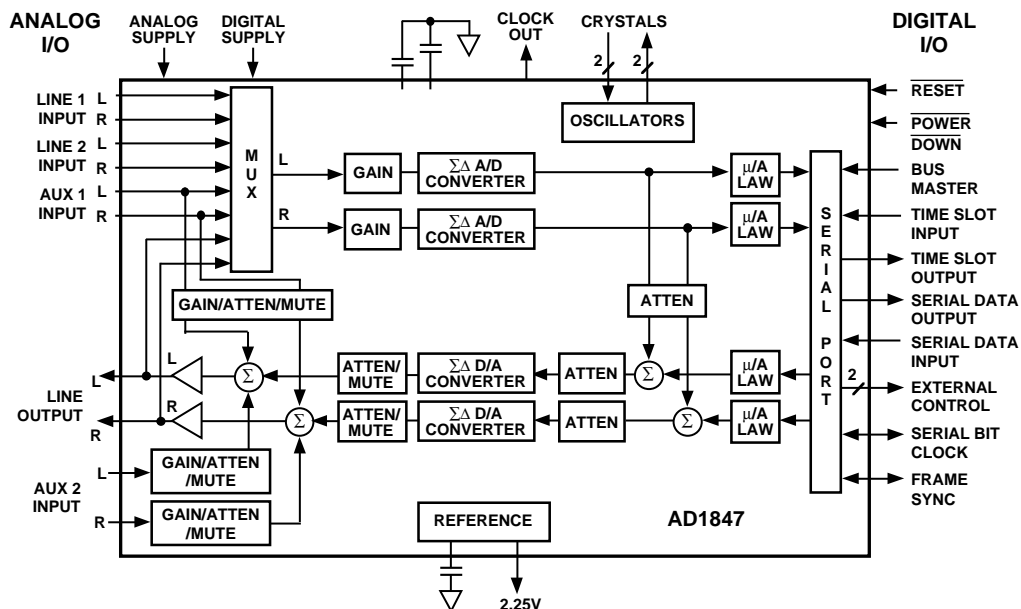 ANALOG
I/O
ANALOG
SUPPLY
DIGITAL
SUPPLY
CLOCK
OUT
CRYSTALS
DIGITAL
I/O
2
2
OSCILLATORS
LINE 1
INPUT
L
R
LINE 2
INPUT
L
R
AUX 1
INPUT
L
R
M
U
X
L
R
GAIN
ΣΔ A/D
CONVERTER
μ/A
LAW
GAIN
ΣΔ A/D
CONVERTER
μ/A
LAW
S
E
R
I
A
L
P
O
R
T
RESET
POWER
DOWN
BUS
MASTER
TIME SLOT
INPUT
TIME SLOT
OUTPUT
SERIAL DATA
OUTPUT
SERIAL DATA
INPUT
2
EXTERNAL
CONTROL
SERIAL BIT
CLOCK
FRAME
SYNC
GAIN/ATTEN/MUTE
ATTEN
L
Σ
ATTEN/
MUTE
ΣΔ D/A
CONVERTER
ATTEN
Σ
μ/A
LAW
R
Σ
ATTEN/
MUTE
ΣΔ D/A
CONVERTER
ATTEN
Σ
μ/A
LAW
L
LINE
OUTPUT
R
AUX 2
INPUT
L
R
GAIN/ATTEN
/MUTE
GAIN/ATTEN
/MUTE
REFERENCE
AD1847
2.25V